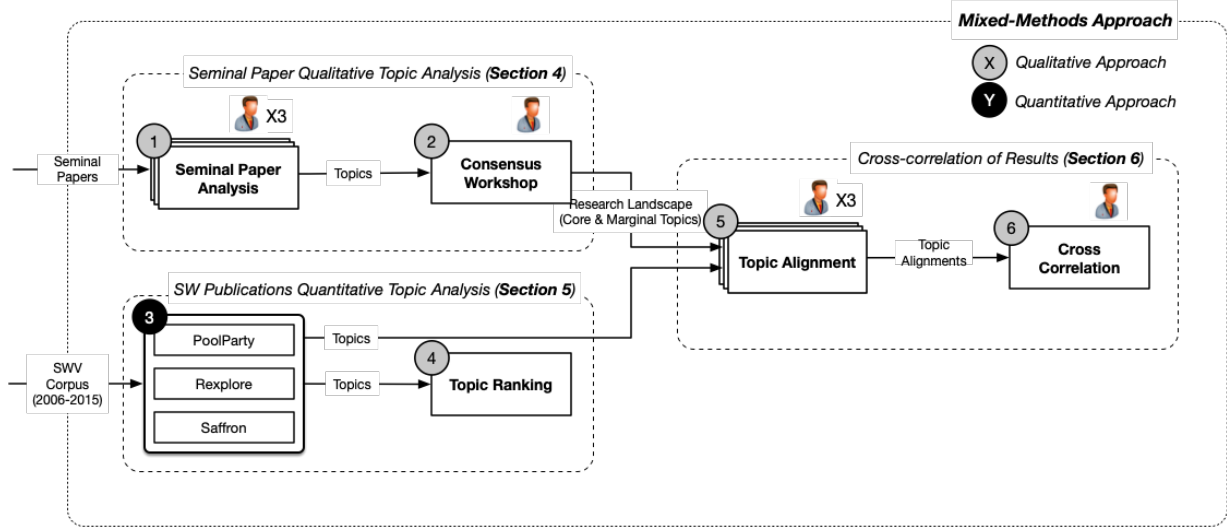 Mixed-Methods Approach
X Qualitative Approach
Y Quantitative Approach
Seminal Paper Qualitative Topic Analysis (Section 4)
X3
1
2
Seminal
Papers
Seminal Paper
Analysis
Topics
Consensus
Workshop
Research Landscape
(Core & Marginal Topics)
SW Publications Quantitative Topic Analysis (Section 5)
3
SWV
Corpus
(2006-2015)
PoolParty
Rexplore
Saffron
Topics
Topics
4
Topic Ranking
Cross-correlation of Results (Section 6)
X3
5
6
Topic Alignment
Topic
Alignments
Cross
Correlation